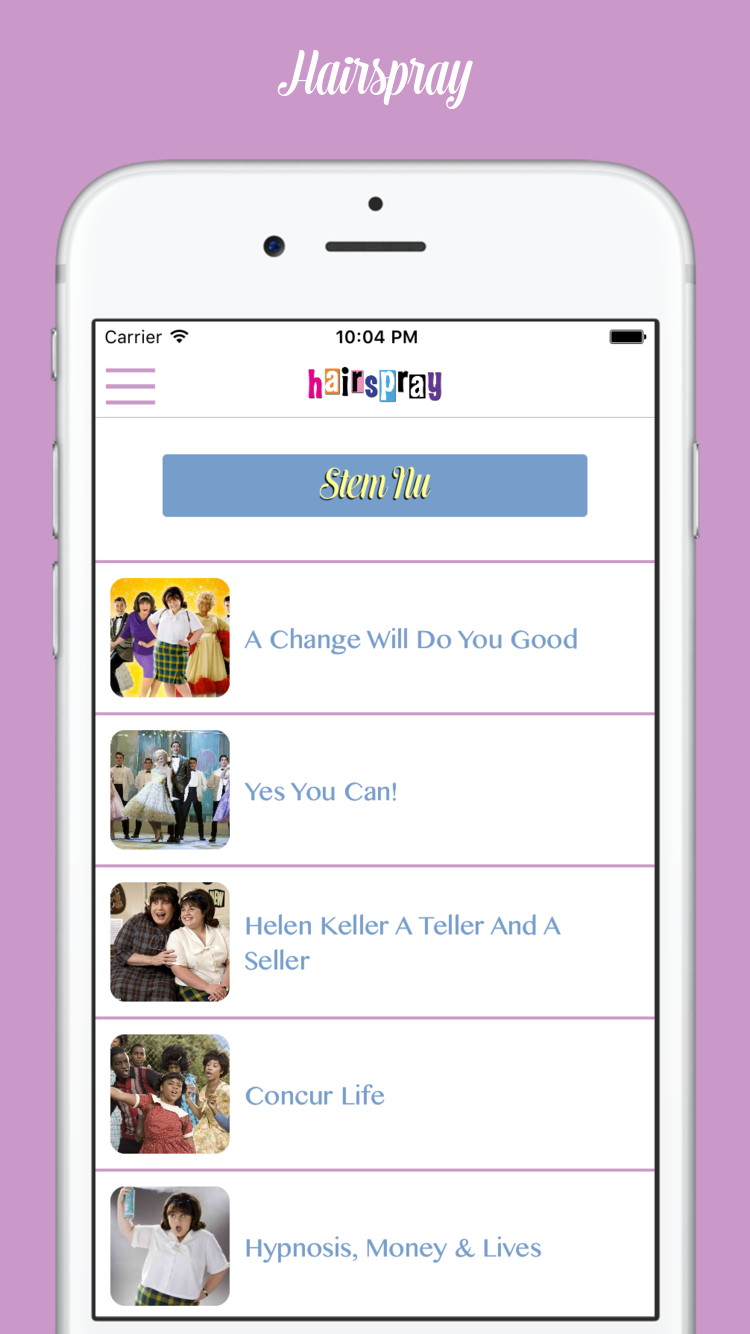 Hairspray
Carrier 10:04 PM
hairspray
Stem Nu
A Change Will Do You Good
Yes You Can!
Helen Keller A Teller And A
Seller
Concur Life
Hypnosis, Money & Lives